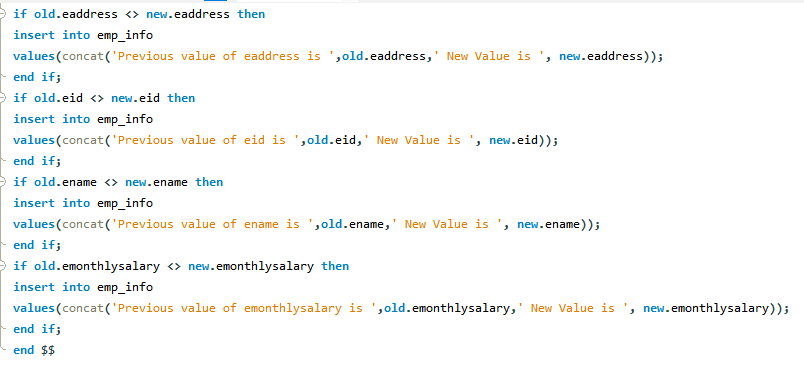 if old.eaddress <> new.eaddress then
insert into emp_info
values(concat('Previous value of eaddress is ',old.eaddress,' New Value is ', new.eaddress));
end if;
if old.eid <> new.eid then
insert into emp_info
values(concat('Previous value of eid is ',old.eid,' New Value is ', new.eid));
end if;
if old.ename <> new.ename then
insert into emp_info
values(concat('Previous value of ename is ',old.ename,' New Value is ', new.ename));
end if;
if old.emonthlysalary <> new.emonthlysalary then
insert into emp_info
values(concat('Previous value of emonthlysalary is ',old.emonthlysalary,' New Value is ', new.emonthlysalary));
end if;
end $$